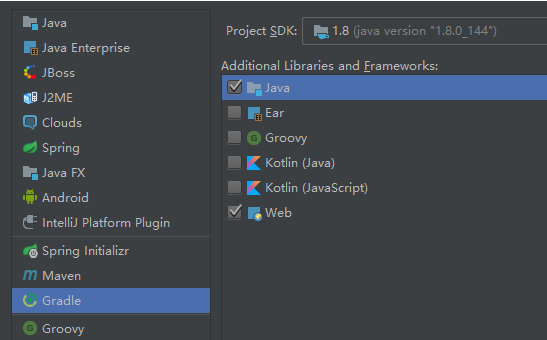 Java
Java Enterprise
JBoss
J2ME
Clouds
Spring
Java FX
Android
IntelliJ Platform Plugin
Spring Initializr
Maven
Gradle
Groovy
Project SDK: 1.8 (java version "1.8.0_144")
Additional Libraries and Frameworks:
Java
Ear
Groovy
Kotlin (Java)
Kotlin (JavaScript)
Web